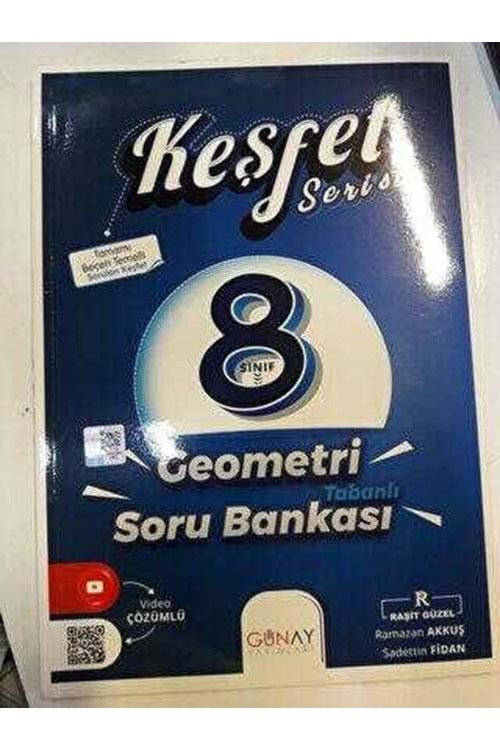 Keşfet
Serisi
Tamamı
Beceri Temelli
Soruları Keşfet
8
SINIF
Geometri
Tabanlı
Soru Bankası
Video
ÇÖZÜMLÜ
GÜNAY
YAYINLARI
R
RAŞİT GÜZEL
Ramazan AKKUŞ
Sadettin FİDAN